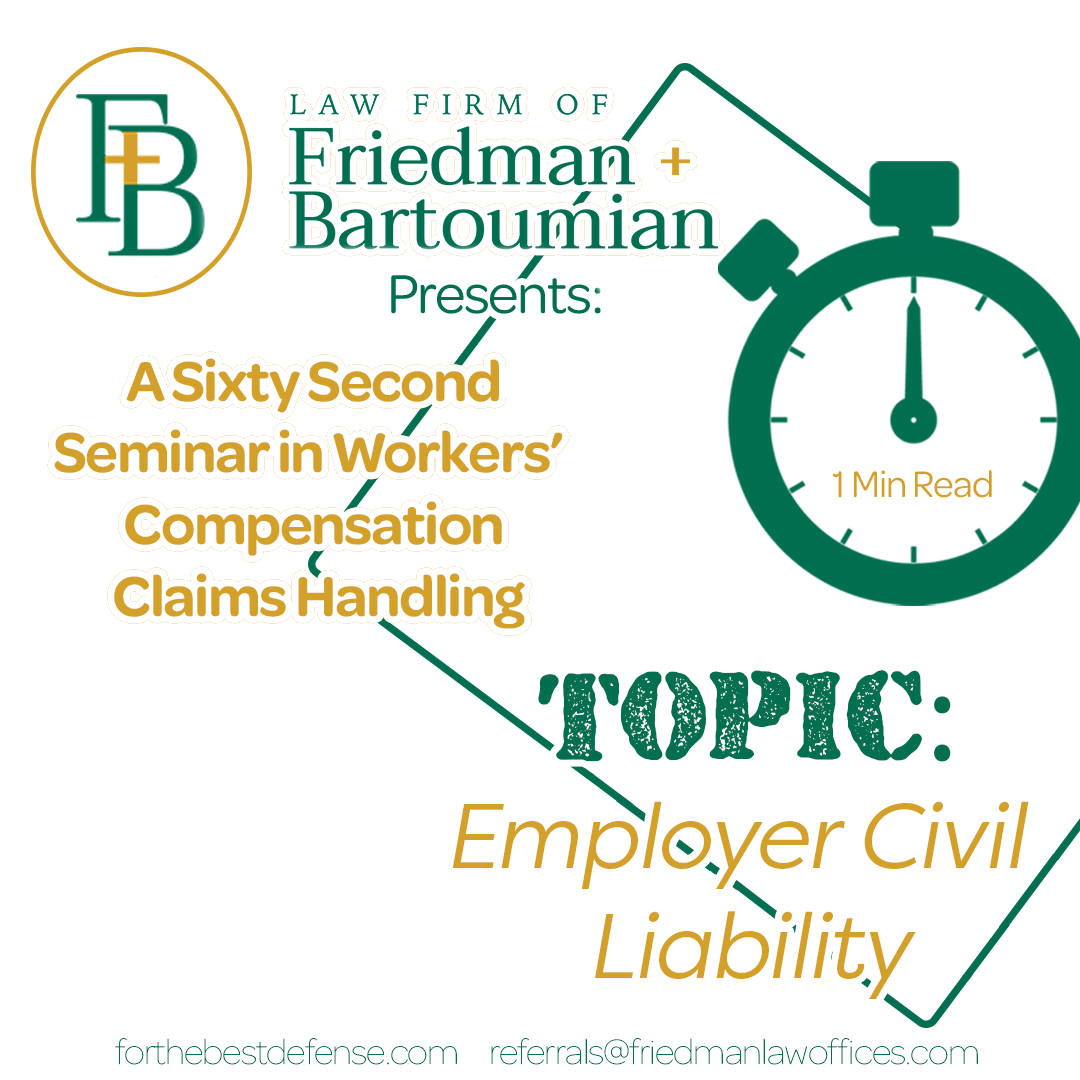 FB
LAW FIRM OF
Friedman +
Bartoumian
Presents:
A Sixty Second
Seminar in Workers’
Compensation
Claims Handling
1 Min Read
TOPIC:
Employer Civil
Liability
forthebestdefense.com referrals@friedmanlawoffices.com